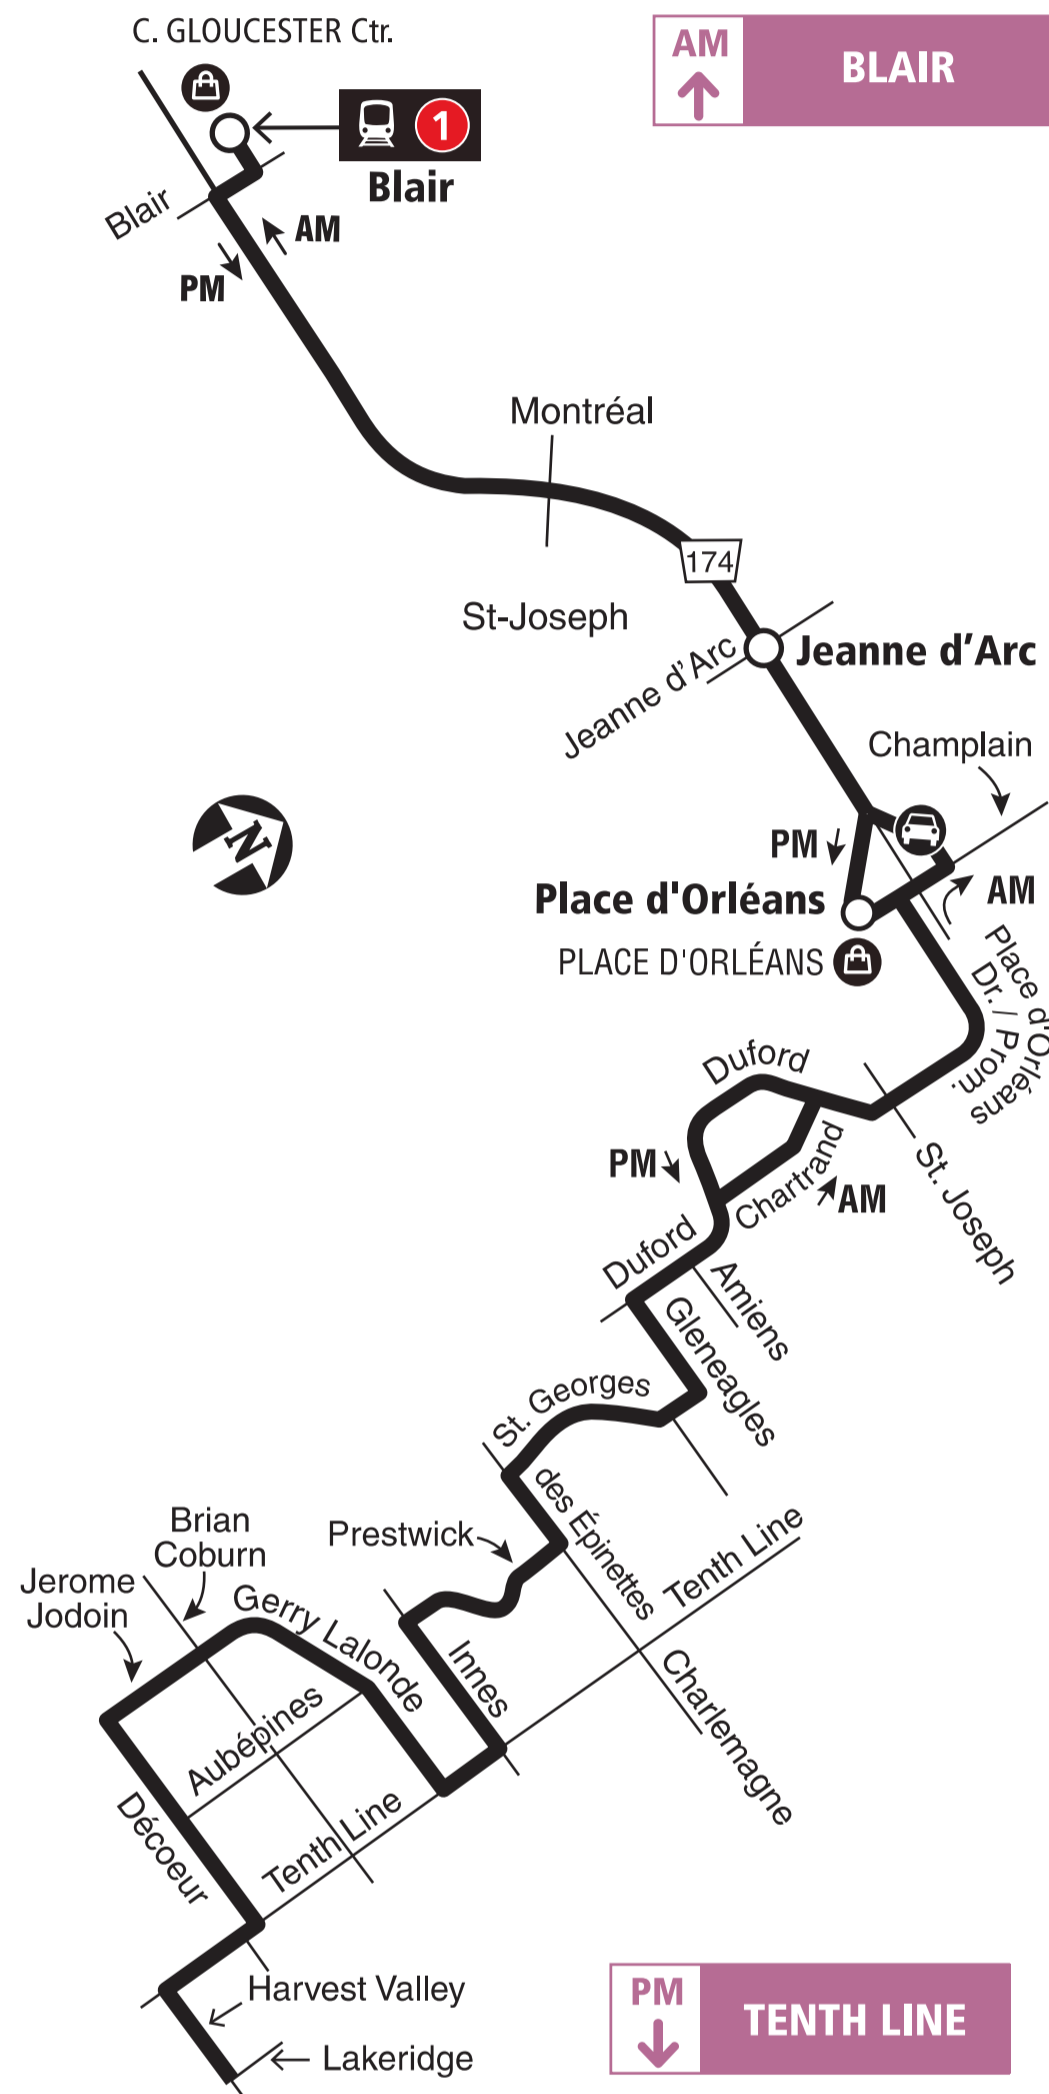 C. GLOUCESTER Ctr.
AM
BLAIR
1
Blair
Blair
AM
PM
Montréal
174
St-Joseph
Jeanne d'Arc
Jeanne d'Arc
Champlain
N
PM
AM
Place d'Orléans
PLACE D'ORLÉANS
Place d'Orléans
Dr. / Prom.
Duford
PM
Chartrand
AM
St. Joseph
Duford
Amiens
Gleneagles
St. Georges
des Épinettes
Prestwick
Tenth Line
Brian
Coburn
Jerome
Jodoin
Gerry Lalonde
Innes
Charlemagne
Aubépines
Décoeur
Tenth Line
Harvest Valley
Lakeridge
PM
TENTH LINE